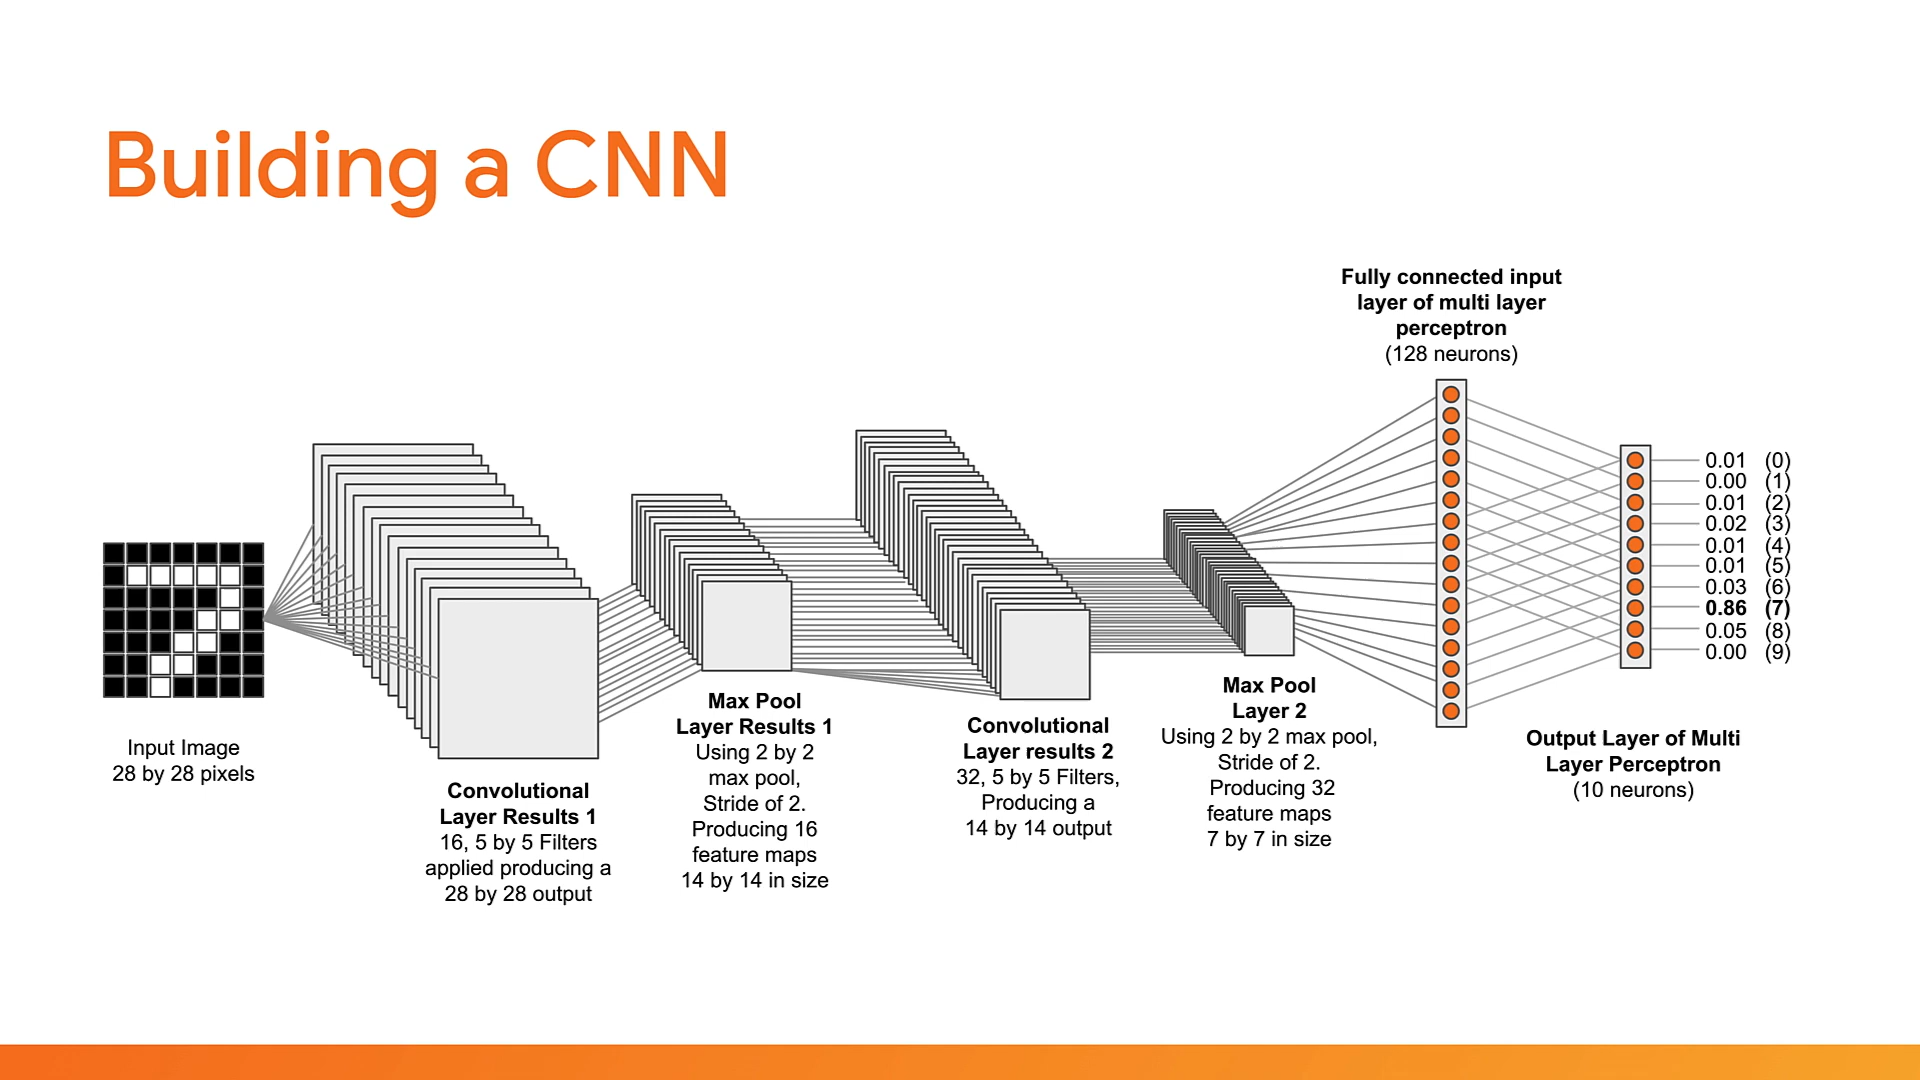 Building a CNN
Input Image
28 by 28 pixels
Convolutional
Layer Results 1
16, 5 by 5 Filters
applied producing a
28 by 28 output
Max Pool
Layer Results 1
Using 2 by 2
max pool,
Stride of 2.
Producing 16
feature maps
14 by 14 in size
Convolutional
Layer results 2
32, 5 by 5 Filters,
Producing a
14 by 14 output
Max Pool
Layer 2
Using 2 by 2 max pool,
Stride of 2.
Producing 32
feature maps
7 by 7 in size
Fully connected input
layer of multi layer
perceptron
(128 neurons)
0.01 (0)
0.00 (1)
0.01 (2)
0.02 (3)
0.01 (4)
0.01 (5)
0.03 (6)
0.86 (7)
0.05 (8)
0.00 (9)
Output Layer of Multi
Layer Perceptron
(10 neurons)